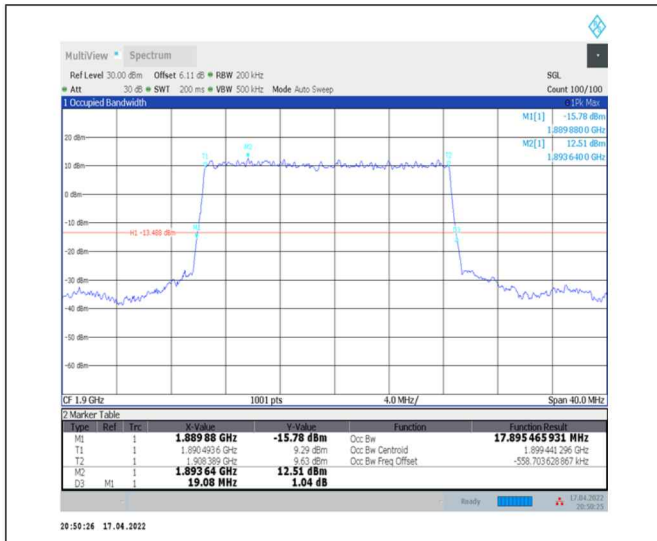 MultiView Spectrum
Ref Level 30.00 dBm Offset 6.11 dB RBW 200 kHz SGL
Att 30 dB SWT 200 ms VBW 500 kHz Mode Auto Sweep Count 100/100
1 Occupied Bandwidth 1Pk Max
M1[1] -15.78 dBm
1.889 880 0 GHz
20 dBm
M2[1] 12.51 dBm
1.893 640 0 GHz
10 dBm
0 dBm
-10 dBm
H1 -13.488 dBm
-20 dBm
-30 dBm
-40 dBm
-50 dBm
-60 dBm
CF 1.9 GHz 1001 pts 4.0 MHz/ Span 40.0 MHz
2 Marker Table
Type Ref Trc X-Value Y-Value Function Function Result
M1 1 1.889 88 GHz -15.78 dBm Occ Bw 17.895 465 931 MHz
T1 1 1.890 493 6 GHz 9.29 dBm Occ Bw Centroid 1.899 441 296 GHz
T2 1 1.908 389 GHz 9.63 dBm Occ Bw Freq Offset -558.703 628 867 kHz
M2 1 1.893 64 GHz 12.51 dBm
D3 M1 1 19.08 MHz 1.04 dB
Ready 17.04.2022
20:50:25
20:50:26 17.04.2022